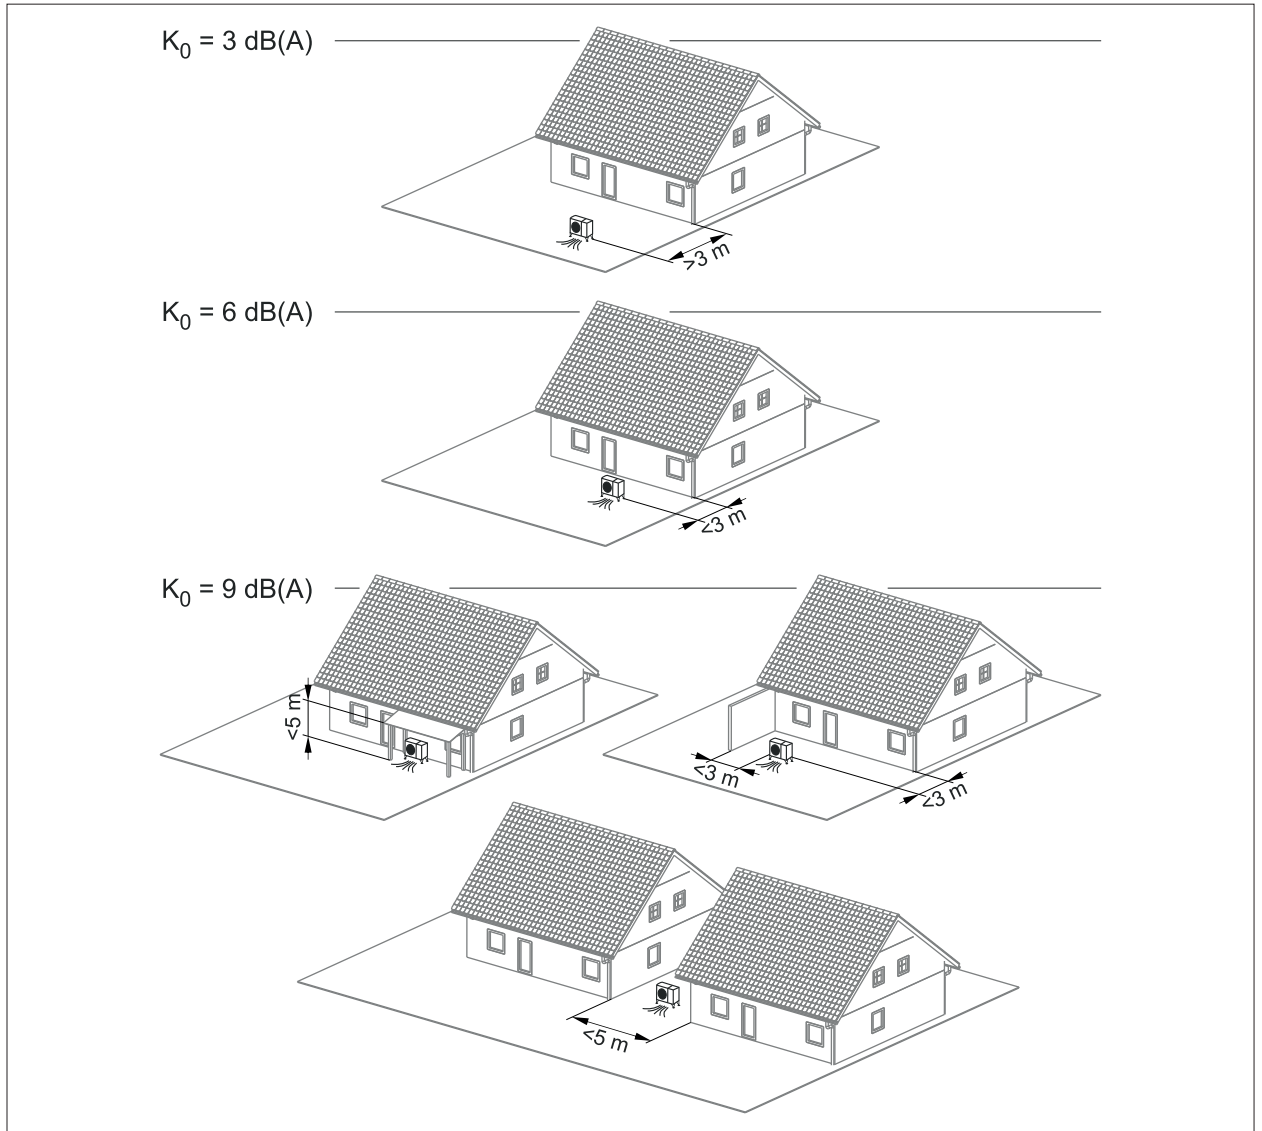 K₀ = 3 dB(A)
>3 m
K₀ = 6 dB(A)
<3 m
K₀ = 9 dB(A)
<5 m
<3 m
<3 m
<5 m